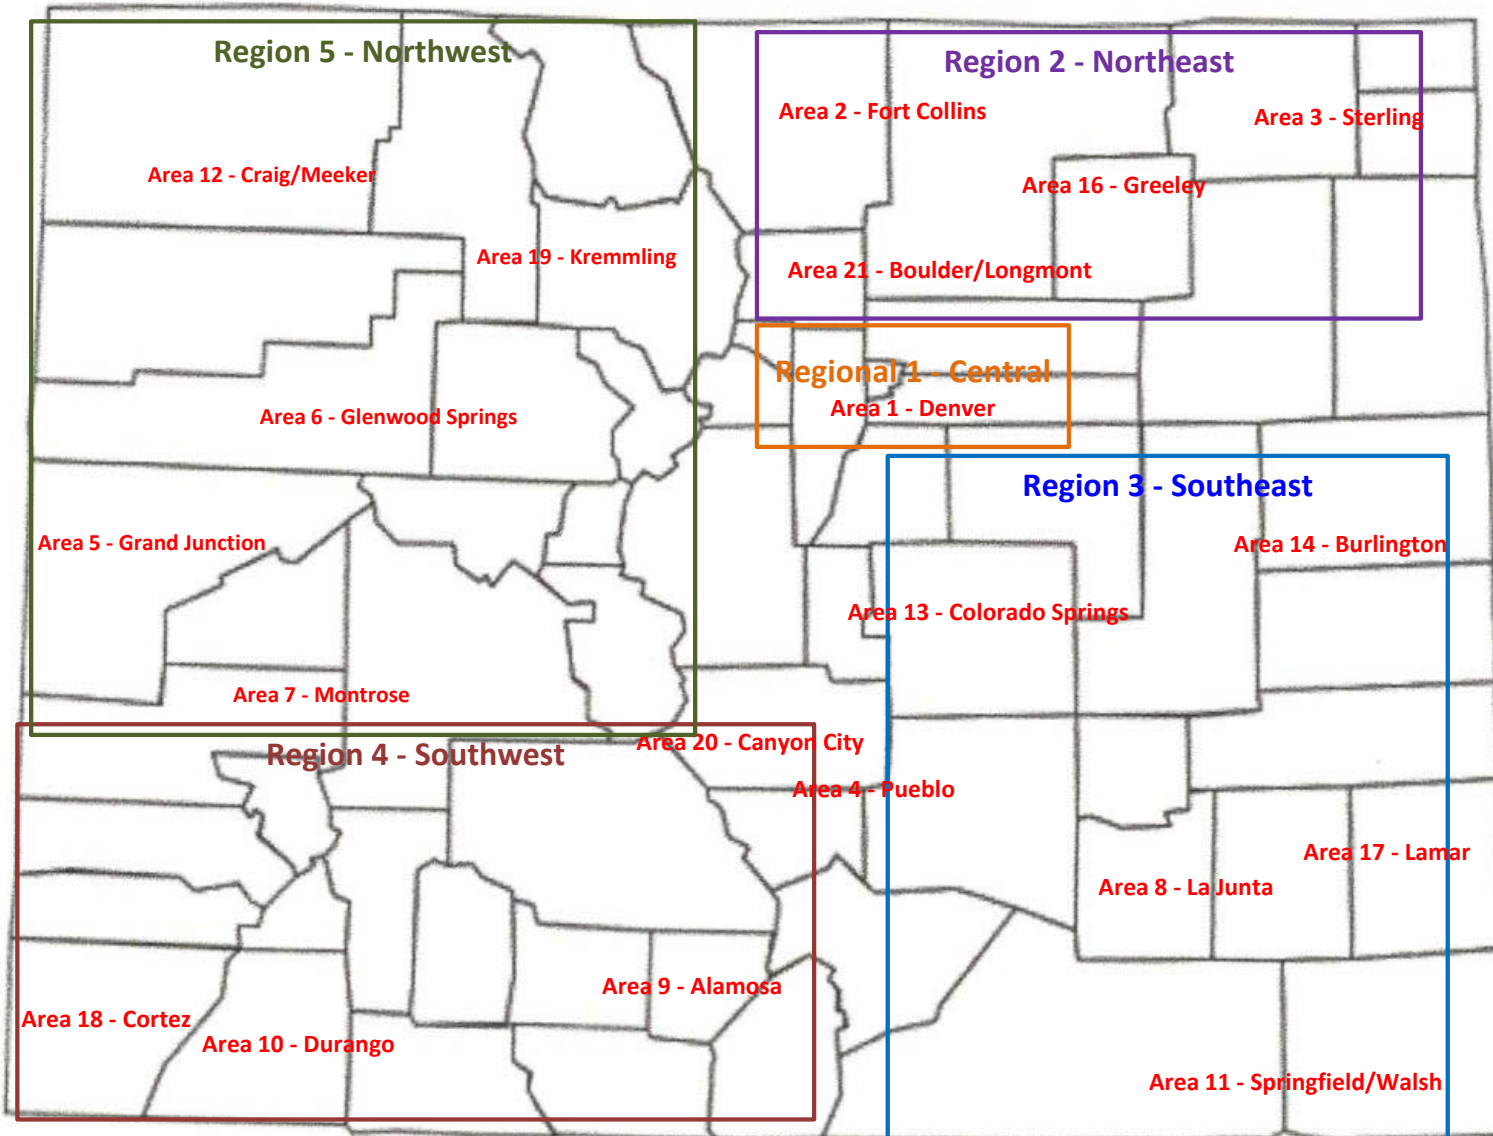 Region 5 - Northwest
Region 2 - Northeast
Area 2 - Fort Collins
Area 3 - Sterling
Area 12 - Craig/Meeker
Area 16 - Greeley
Area 19 - Kremmling
Area 21 - Boulder/Longmont
Regional 1 - Central
Area 1 - Denver
Area 6 - Glenwood Springs
Region 3 - Southeast
Area 5 - Grand Junction
Area 14 - Burlington
Area 13 - Colorado Springs
Area 7 - Montrose
Region 4 - Southwest
Area 20 - Canyon City
Area 4 - Pueblo
Area 17 - Lamar
Area 8 - La Junta
Area 9 - Alamosa
Area 18 - Cortez
Area 10 - Durango
Area 11 - Springfield/Walsh